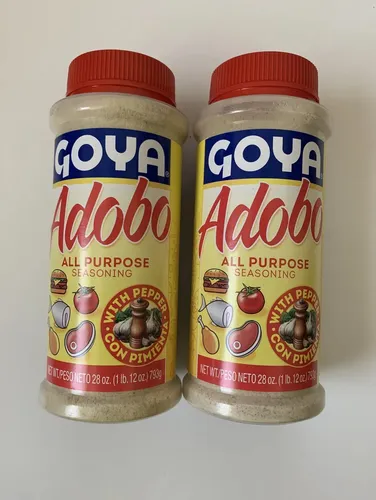 GOYA
Adobo
ALL PURPOSE
SEASONING
WITH PEPPER
CON PIMIENTA
NET WT./PESO NETO 28 oz. (1 lb. 12 oz.) 793g
GOYA
Adobo
ALL PURPOSE
SEASONING
WITH PEPPER
CON PIMIENTA
NET WT./PESO NETO 28 oz. (1 lb. 12 oz.) 793